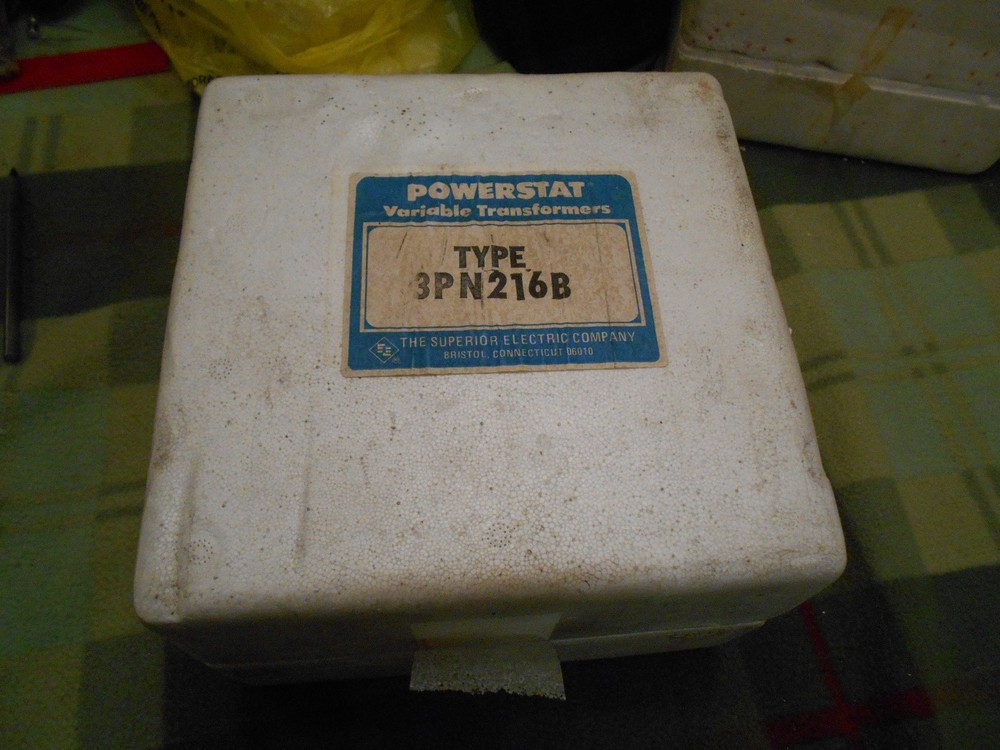 POWERSTAT
Variable Transformers
TYPE
3PN216B
THE SUPERIOR ELECTRIC COMPANY
BRISTOL, CONNECTICUT 06010